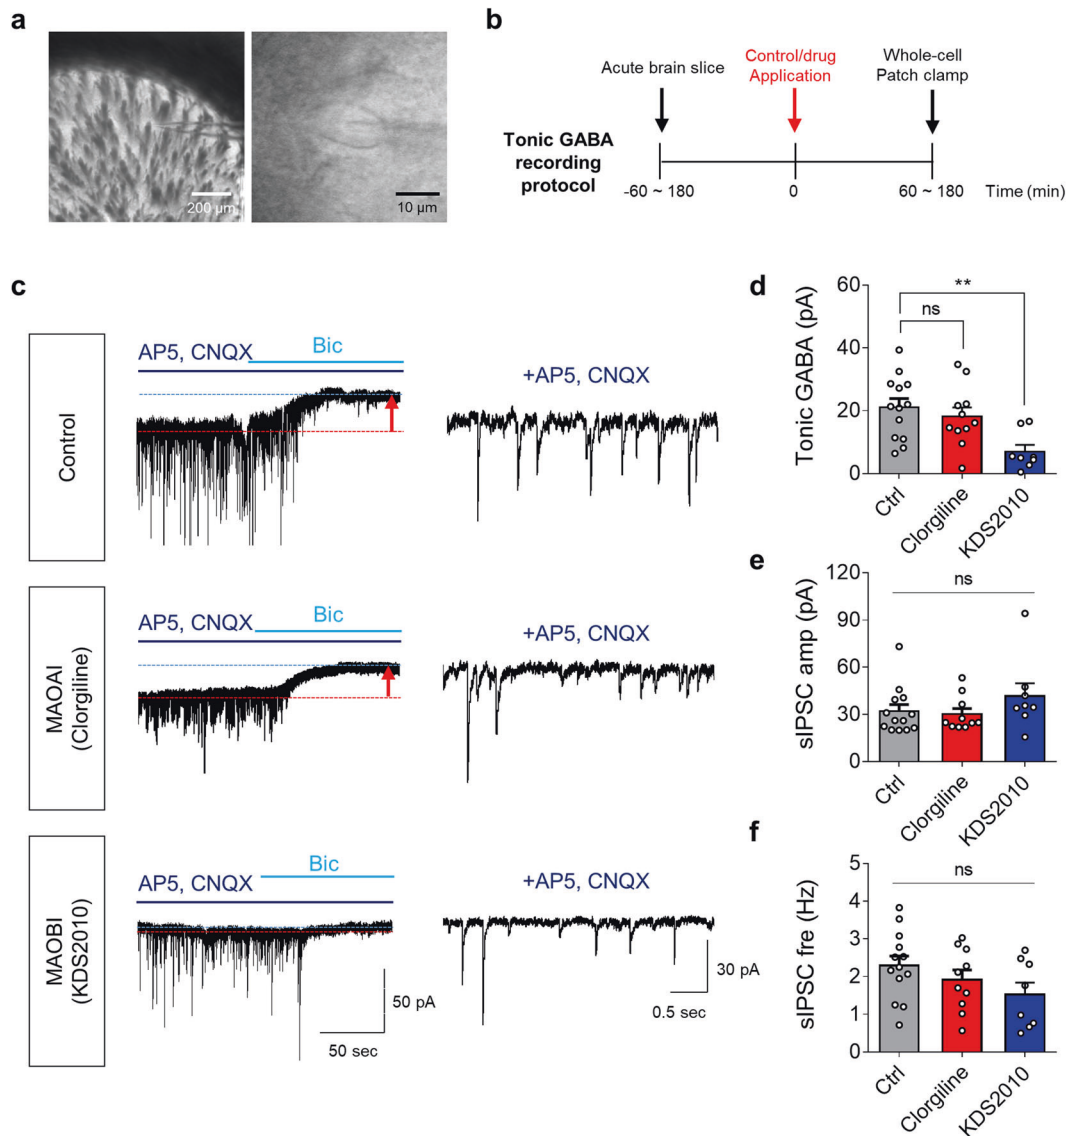 a
200 µm
10 µm
b
Acute brain slice
Control/drug
Application
Whole-cell
Patch clamp
Tonic GABA
recording
protocol
-60 ~ 180
0
60 ~ 180
Time (min)
c
Control
AP5, CNQX
Bic
+AP5, CNQX
MAOAI
(Clorgiline)
AP5, CNQX
Bic
+AP5, CNQX
MAOBI
(KDS2010)
AP5, CNQX
Bic
50 pA
50 sec
+AP5, CNQX
30 pA
0.5 sec
d
Tonic GABA (pA)
60
40
20
0
**
ns
Ctrl
Clorgiline
KDS2010
e
sIPSC amp (pA)
120
90
60
30
0
ns
Ctrl
Clorgiline
KDS2010
f
sIPSC fre (Hz)
5
4
3
2
1
0
ns
Ctrl
Clorgiline
KDS2010